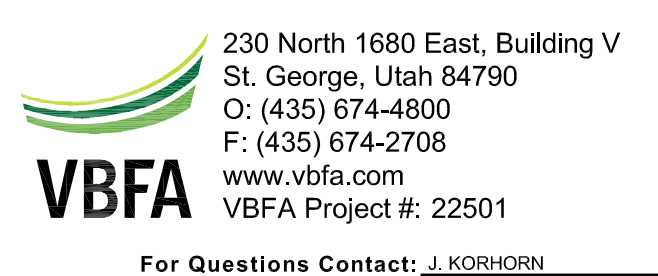 230 North 1680 East, Building V
St. George, Utah 84790
O: (435) 674-4800
F: (435) 674-2708
www.vbfa.com
VBFA Project #: 22501
VBFA
For Questions Contact: J. KORHORN